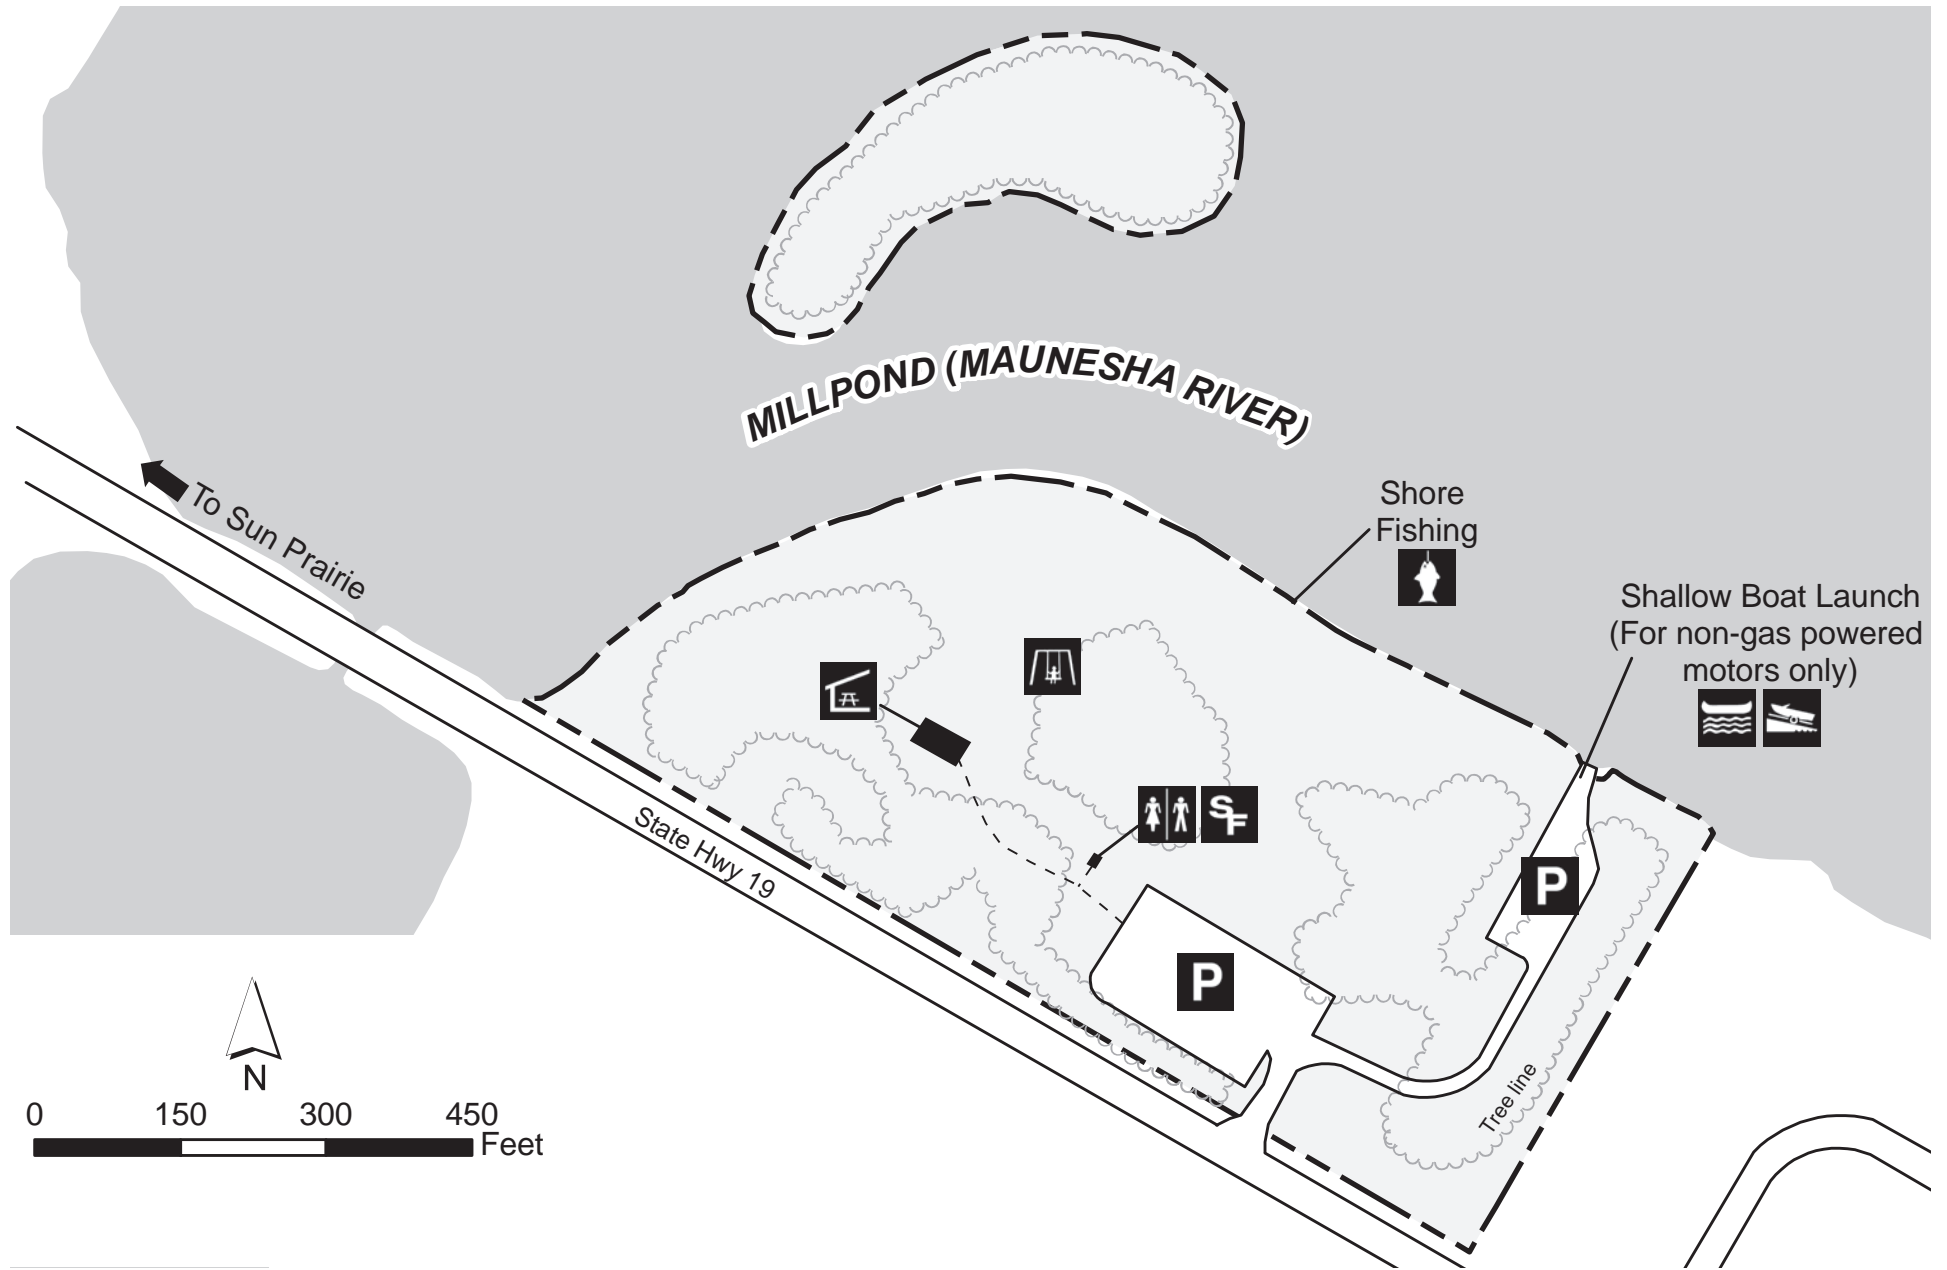 MILLPOND (MAUNESHA RIVER)
Shore
Fishing
To Sun Prairie
Shallow Boat Launch
(For non-gas powered
motors only)
SF
State Hwy 19
P
P
Tree line
N
0 150 300 450
Feet